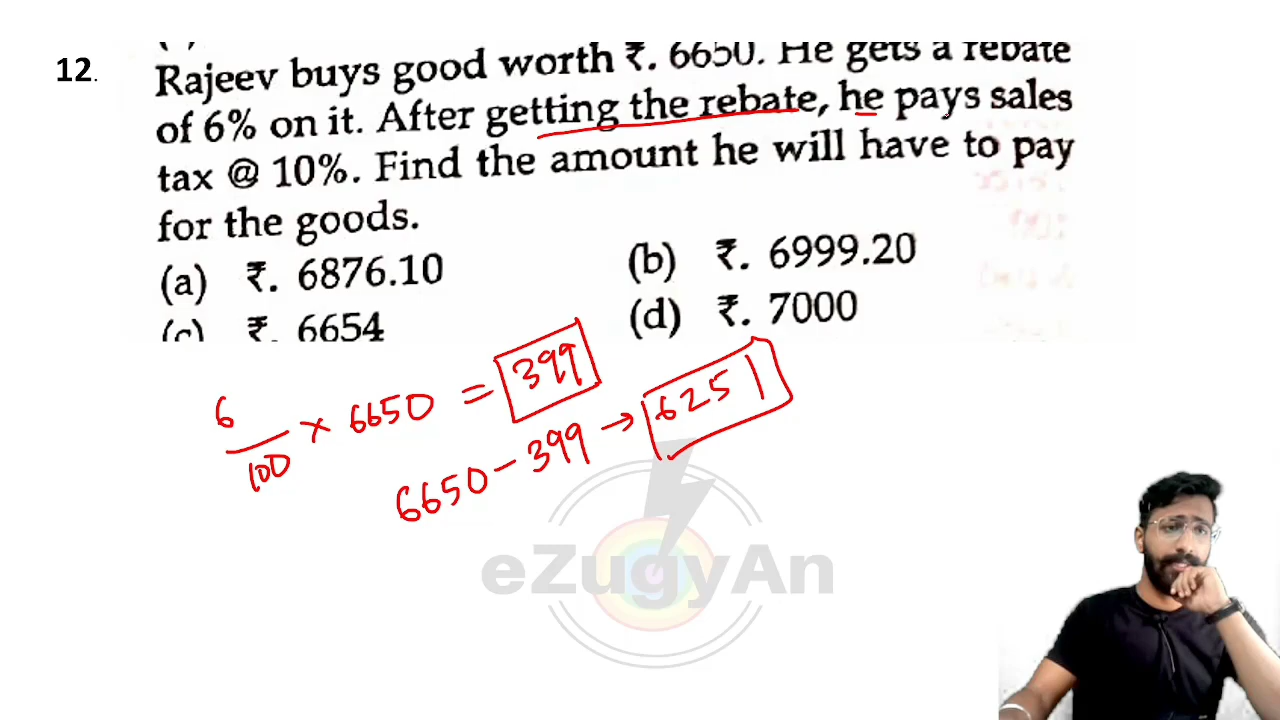 12.
Rajeev buys good worth ₹. 6650. He gets a rebate
of 6% on it. After getting the rebate, he pays sales
tax @ 10%. Find the amount he will have to pay
for the goods.
(a) ₹. 6876.10 (b) ₹. 6999.20
(c) ₹. 6654 (d) ₹. 7000
6/100 × 6650 = 399
6650 - 399 → 6251
eZugyAn